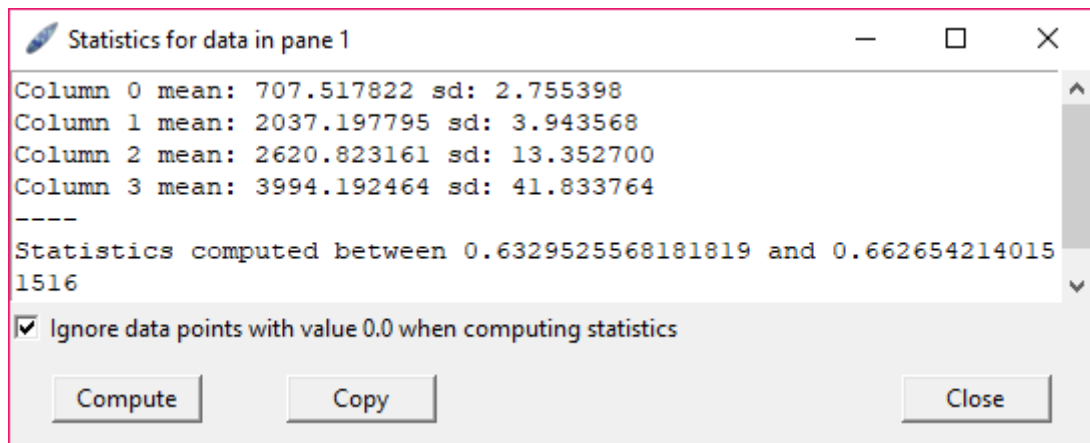 Statistics for data in pane 1
Column 0 mean: 707.517822 sd: 2.755398
Column 1 mean: 2037.197795 sd: 3.943568
Column 2 mean: 2620.823161 sd: 13.352700
Column 3 mean: 3994.192464 sd: 41.833764
----
Statistics computed between 0.6329525568181819 and 0.662654214015
1516
Ignore data points with value 0.0 when computing statistics
Compute Copy Close